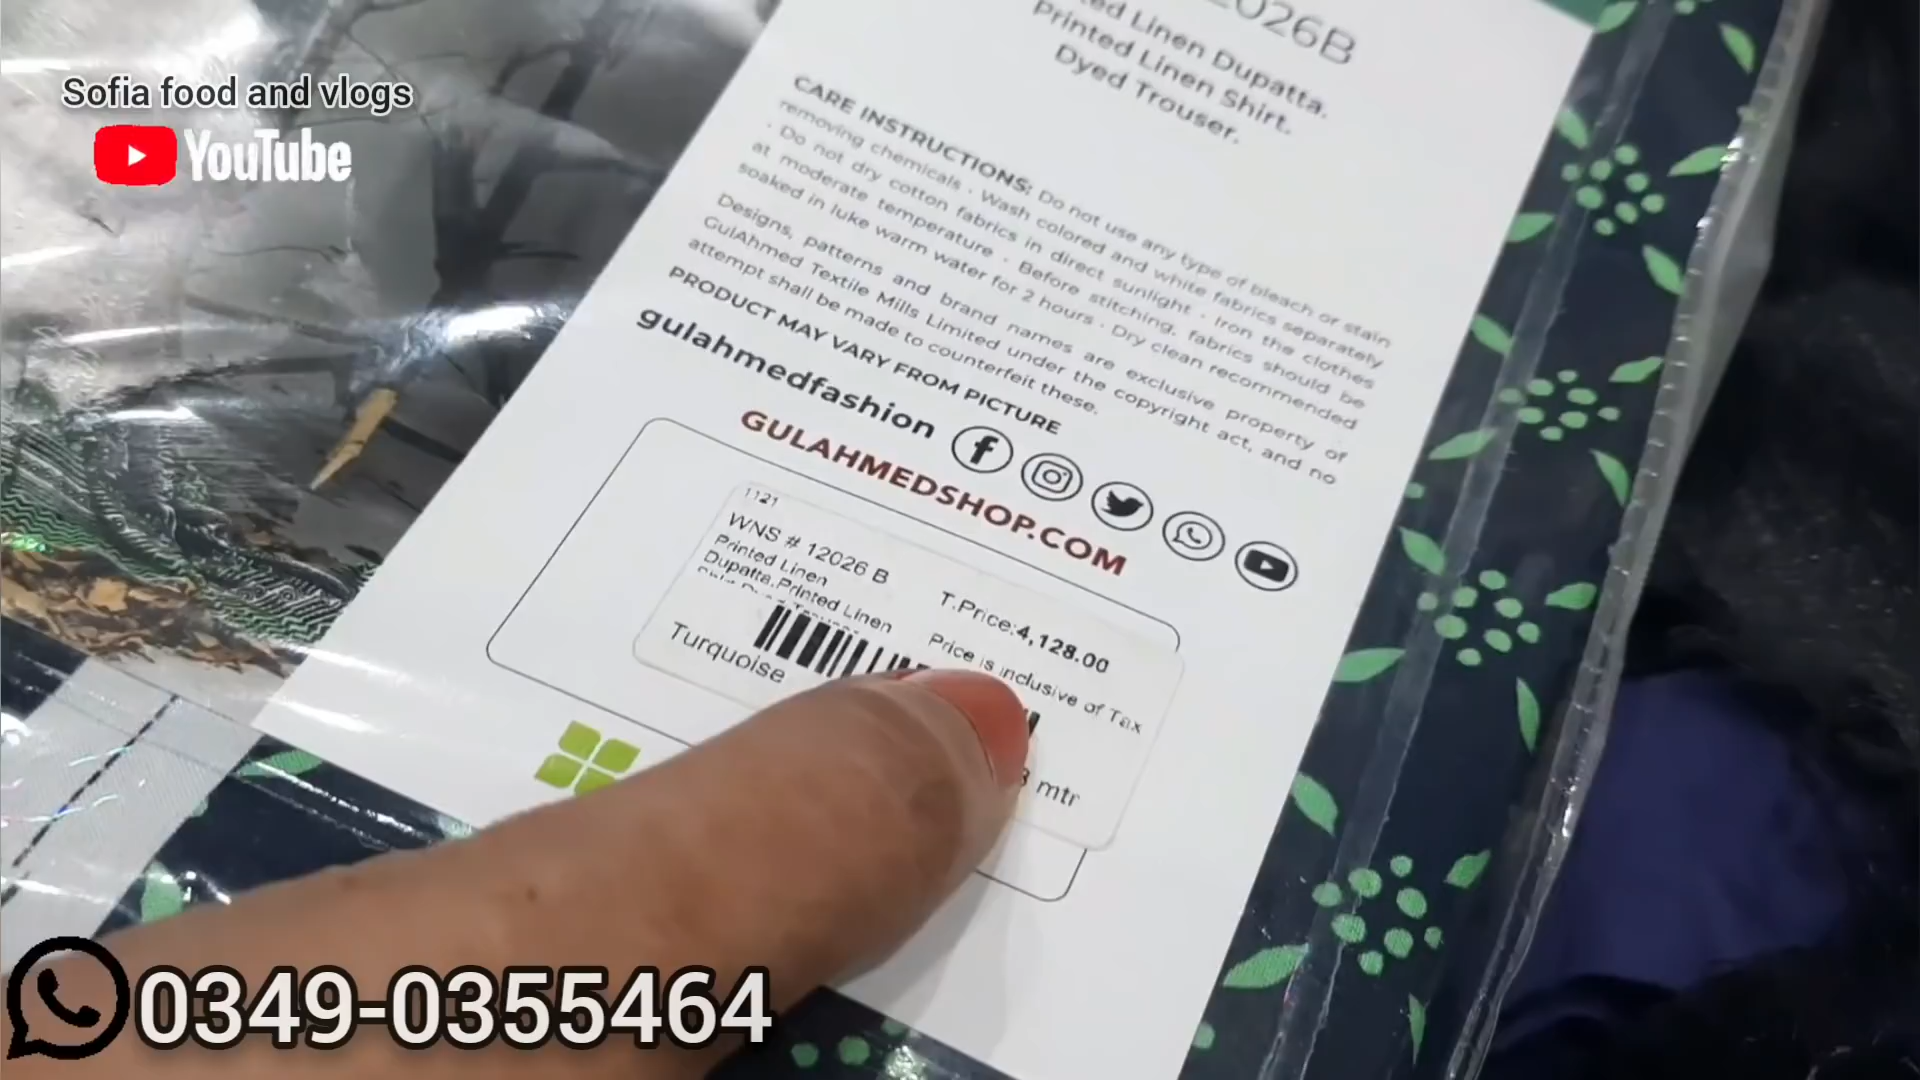 Sofia food and vlogs
YouTube
2026B
Linen Dupatta.
Printed Linen Shirt.
Dyed Trouser.
CARE INSTRUCTIONS: Do not use any type of bleach or stain
removing chemicals · Wash colored and white fabrics separately
· Do not dry cotton fabrics in direct sunlight · Iron the clothes
at moderate temperature · Before stitching, fabrics should be
soaked in luke warm water for 2 hours · Dry clean recommended
Designs, patterns and brand names are exclusive property of
GulAhmed Textile Mills Limited under the copyright act, and no
attempt shall be made to counterfeit these.
PRODUCT MAY VARY FROM PICTURE
gulahmedfashion
GULAHMEDSHOP.COM
1121
WNS # 12026 B
Printed Linen
Dupatta,Printed Linen
T.Price:4,128.00
Price is inclusive of Tax
Turquoise
mtr
0349-0355464